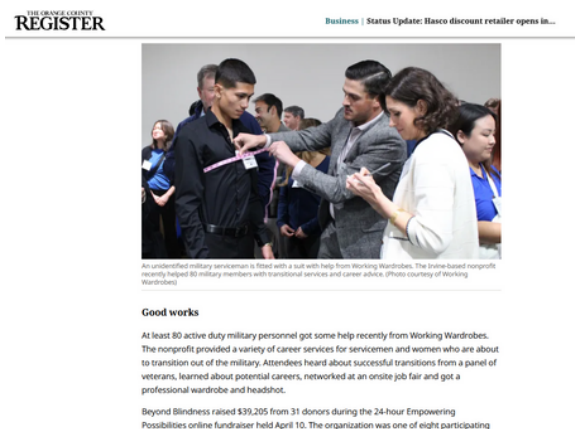 THE ORANGE COUNTY
REGISTER
Business | Status Update: Hasco discount retailer opens in...
An unidentified military serviceman is fitted with a suit with help from Working Wardrobes. The Irvine-based nonprofit
recently helped 80 military members with transitional services and career advice. (Photo courtesy of Working
Wardrobes)
Good works
At least 80 active duty military personnel got some help recently from Working Wardrobes.
The nonprofit provided a variety of career services for servicemen and women who are about
to transition out of the military. Attendees heard about successful transitions from a panel of
veterans, learned about potential careers, networked at an onsite job fair and got a
professional wardrobe and headshot.
Beyond Blindness raised $39,205 from 31 donors during the 24-hour Empowering
Possibilities online fundraiser held April 10. The organization was one of eight participating